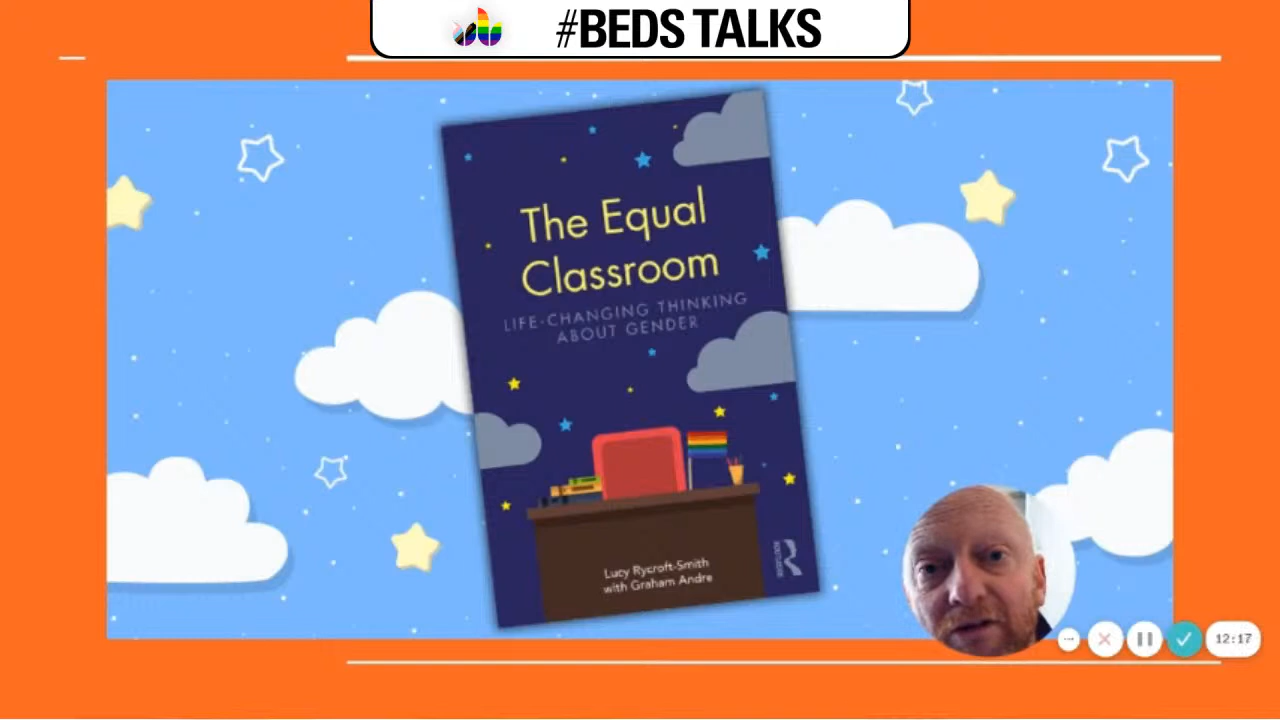 #BEDS TALKS
The Equal
Classroom
LIFE-CHANGING THINKING
ABOUT GENDER
Lucy Rycroft-Smith
with Graham Andre
12:17